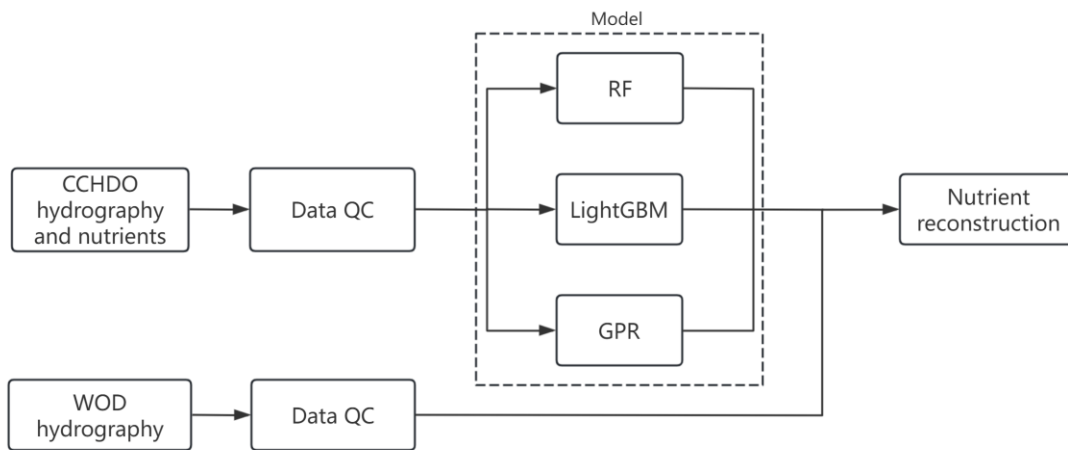 Model
RF
CCHDO
hydrography
and nutrients
Data QC
LightGBM
Nutrient
reconstruction
GPR
WOD
hydrography
Data QC